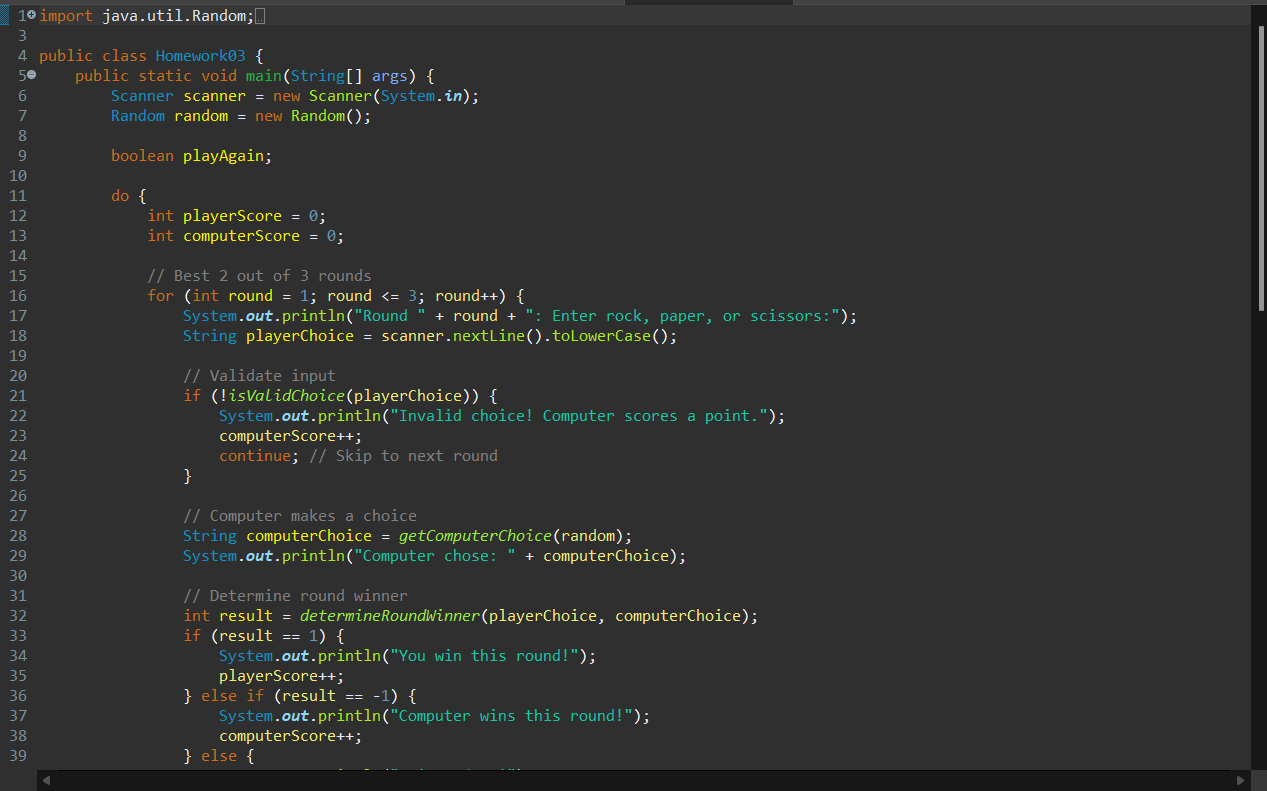 1 import java.util.Random;
3
4 public class Homework03 {
5     public static void main(String[] args) {
6         Scanner scanner = new Scanner(System.in);
7         Random random = new Random();
8
9         boolean playAgain;
10
11         do {
12             int playerScore = 0;
13             int computerScore = 0;
14
15             // Best 2 out of 3 rounds
16             for (int round = 1; round <= 3; round++) {
17                 System.out.println("Round " + round + ": Enter rock, paper, or scissors:");
18                 String playerChoice = scanner.nextLine().toLowerCase();
19
20                 // Validate input
21                 if (!isValidChoice(playerChoice)) {
22                     System.out.println("Invalid choice! Computer scores a point.");
23                     computerScore++;
24                     continue; // Skip to next round
25                 }
26
27                 // Computer makes a choice
28                 String computerChoice = getComputerChoice(random);
29                 System.out.println("Computer chose: " + computerChoice);
30
31                 // Determine round winner
32                 int result = determineRoundWinner(playerChoice, computerChoice);
33                 if (result == 1) {
34                     System.out.println("You win this round!");
35                     playerScore++;
36                 } else if (result == -1) {
37                     System.out.println("Computer wins this round!");
38                     computerScore++;
39                 } else {